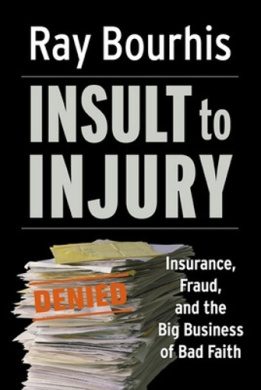 Ray Bourhis
INSULT to
INJURY
Insurance,
Fraud,
and the
Big Business
of Bad Faith
DENIED